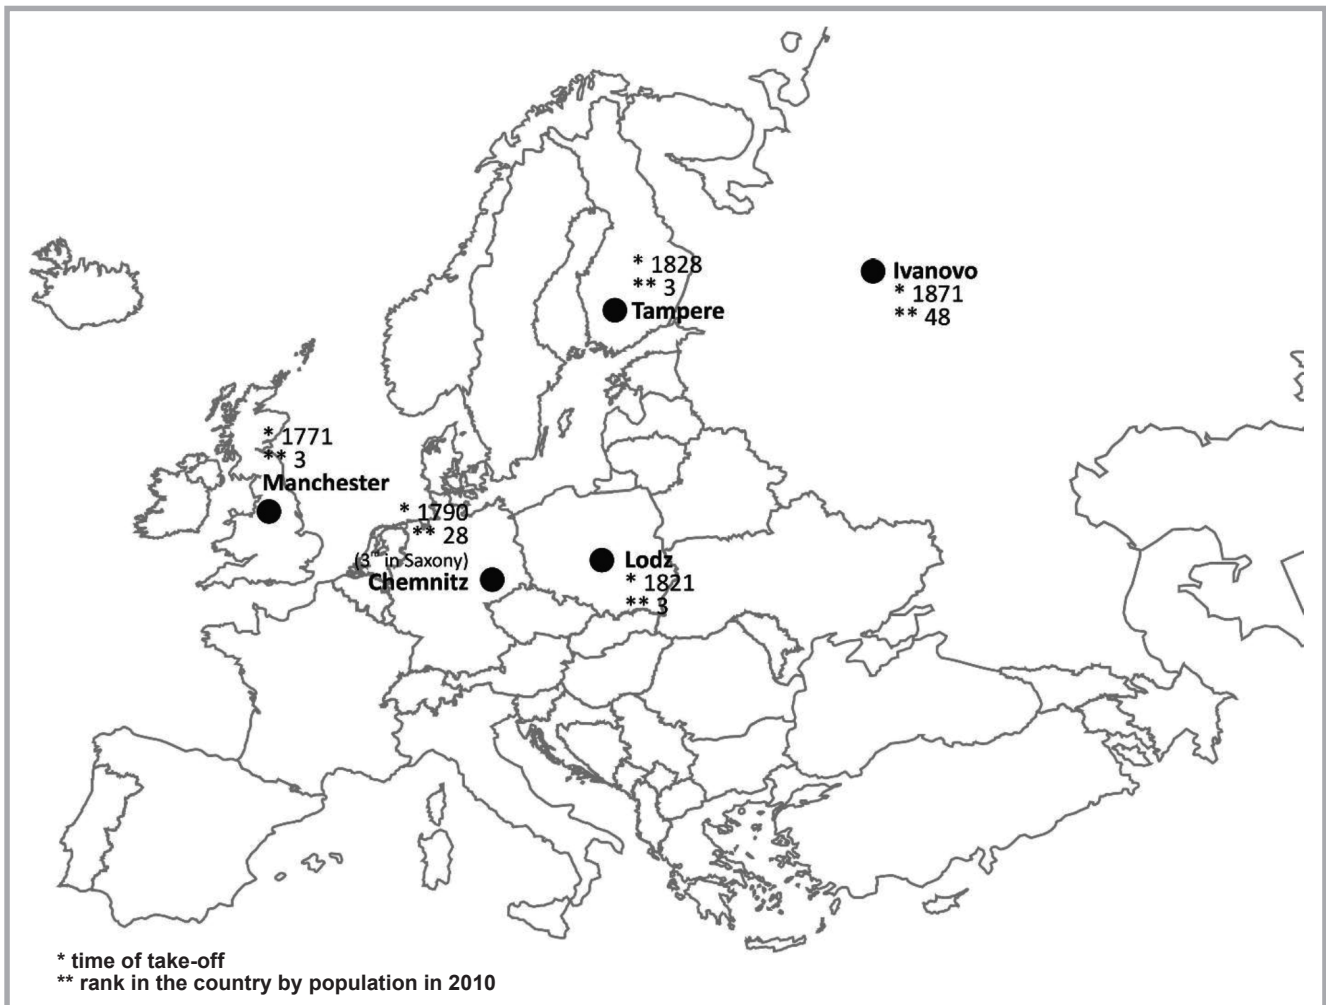 * 1828
** 3
Tampere
Ivanovo
* 1871
** 48
* 1771
** 3
Manchester
* 1790
** 28
(3rd in Saxony)
Chemnitz
Lodz
* 1821
** 3
* time of take-off
** rank in the country by population in 2010